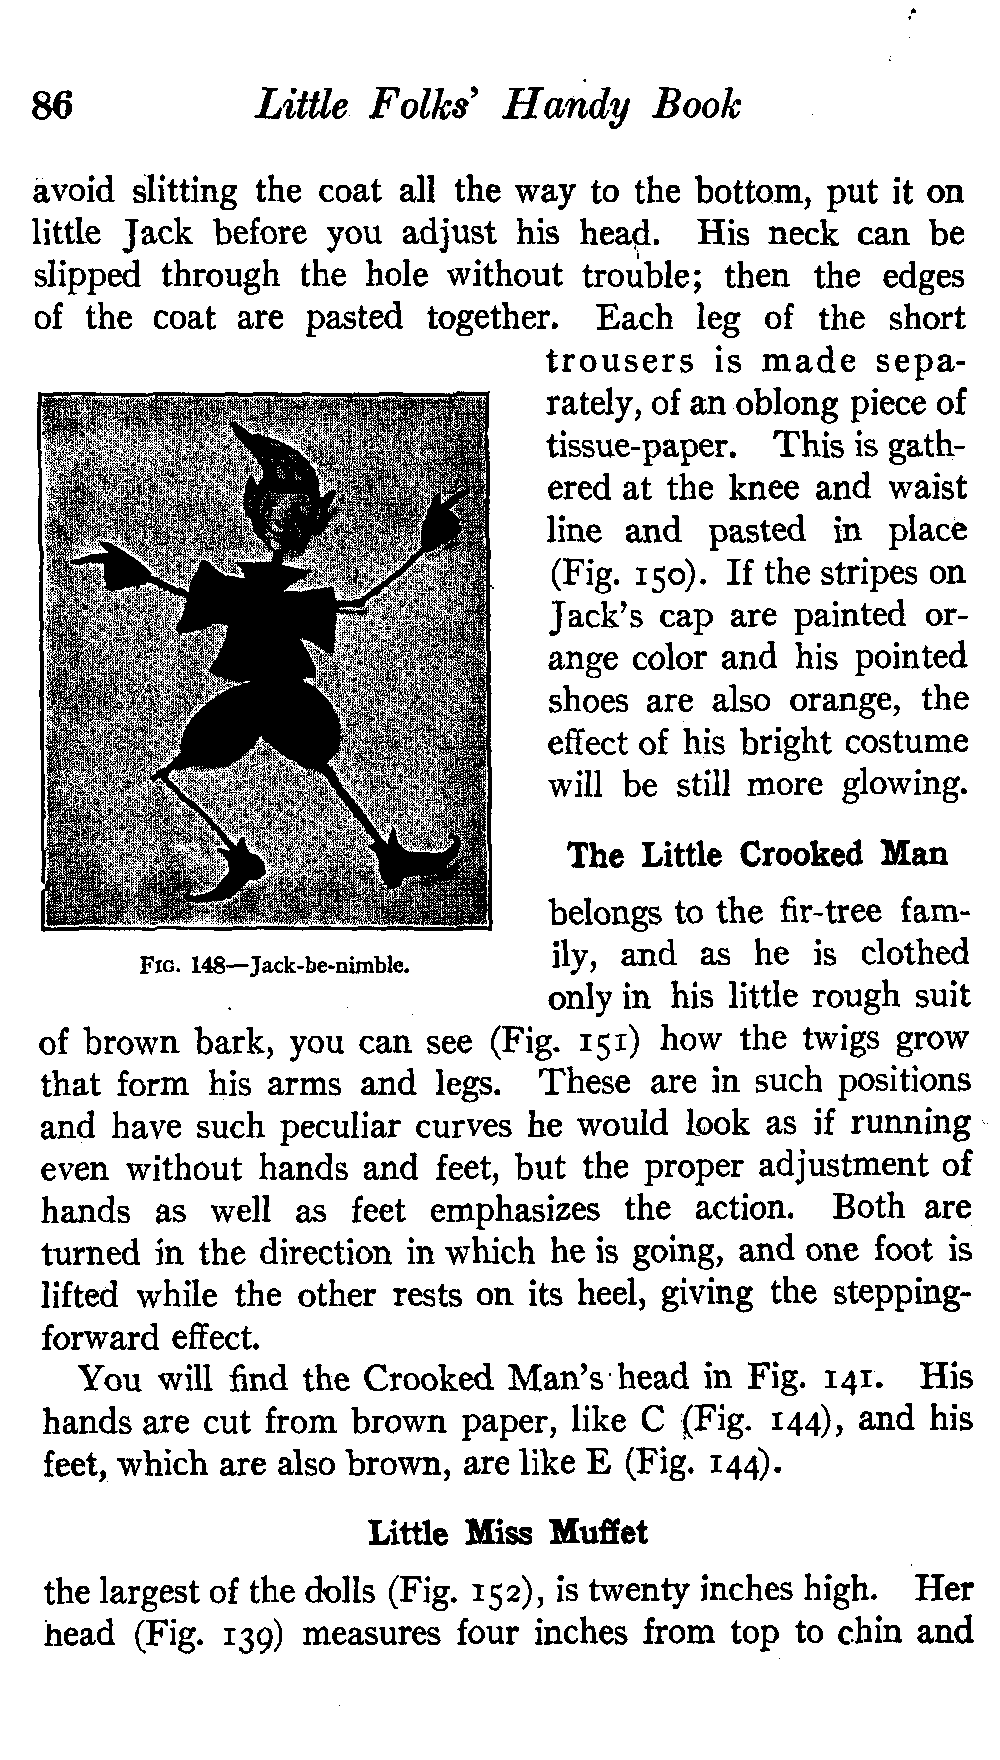 86 Little Folks' Handy Book
avoid slitting the coat all the way to the bottom, put it on
little Jack before you adjust his head. His neck can be
slipped through the hole without trouble; then the edges
of the coat are pasted together. Each leg of the short
trousers is made sepa-
rately, of an oblong piece of
tissue-paper. This is gath-
ered at the knee and waist
line and pasted in place
(Fig. 150). If the stripes on
Jack's cap are painted or-
ange color and his pointed
shoes are also orange, the
effect of his bright costume
will be still more glowing.
The Little Crooked Man
belongs to the fir-tree fam-
ily, and as he is clothed
only in his little rough suit
Fig. 148—Jack-be-nimble.
of brown bark, you can see (Fig. 151) how the twigs grow
that form his arms and legs. These are in such positions
and have such peculiar curves he would look as if running
even without hands and feet, but the proper adjustment of
hands as well as feet emphasizes the action. Both are
turned in the direction in which he is going, and one foot is
lifted while the other rests on its heel, giving the stepping-
forward effect.
You will find the Crooked Man's head in Fig. 141. His
hands are cut from brown paper, like C (Fig. 144), and his
feet, which are also brown, are like E (Fig. 144).
Little Miss Muffet
the largest of the dolls (Fig. 152), is twenty inches high. Her
head (Fig. 139) measures four inches from top to chin and